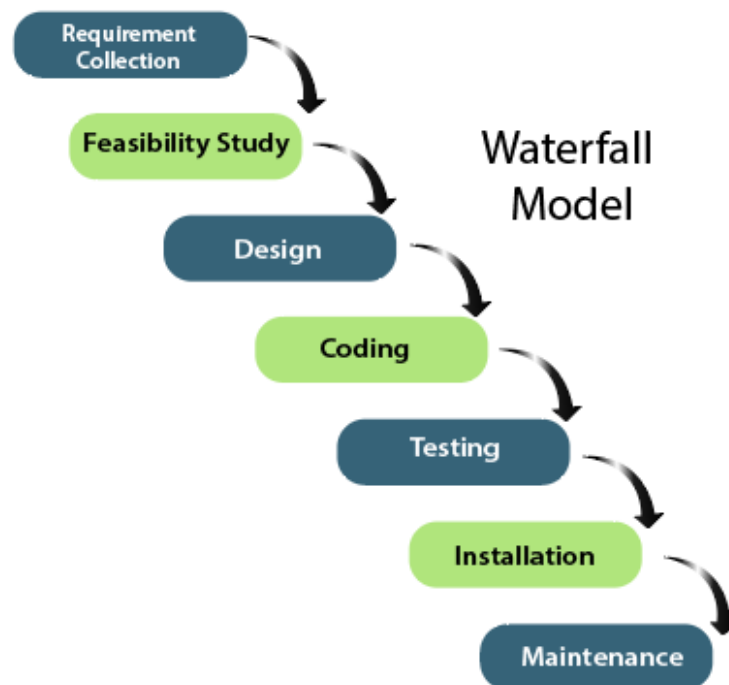 Requirement
Collection
Feasibility Study
Waterfall
Model
Design
Coding
Testing
Installation
Maintenance